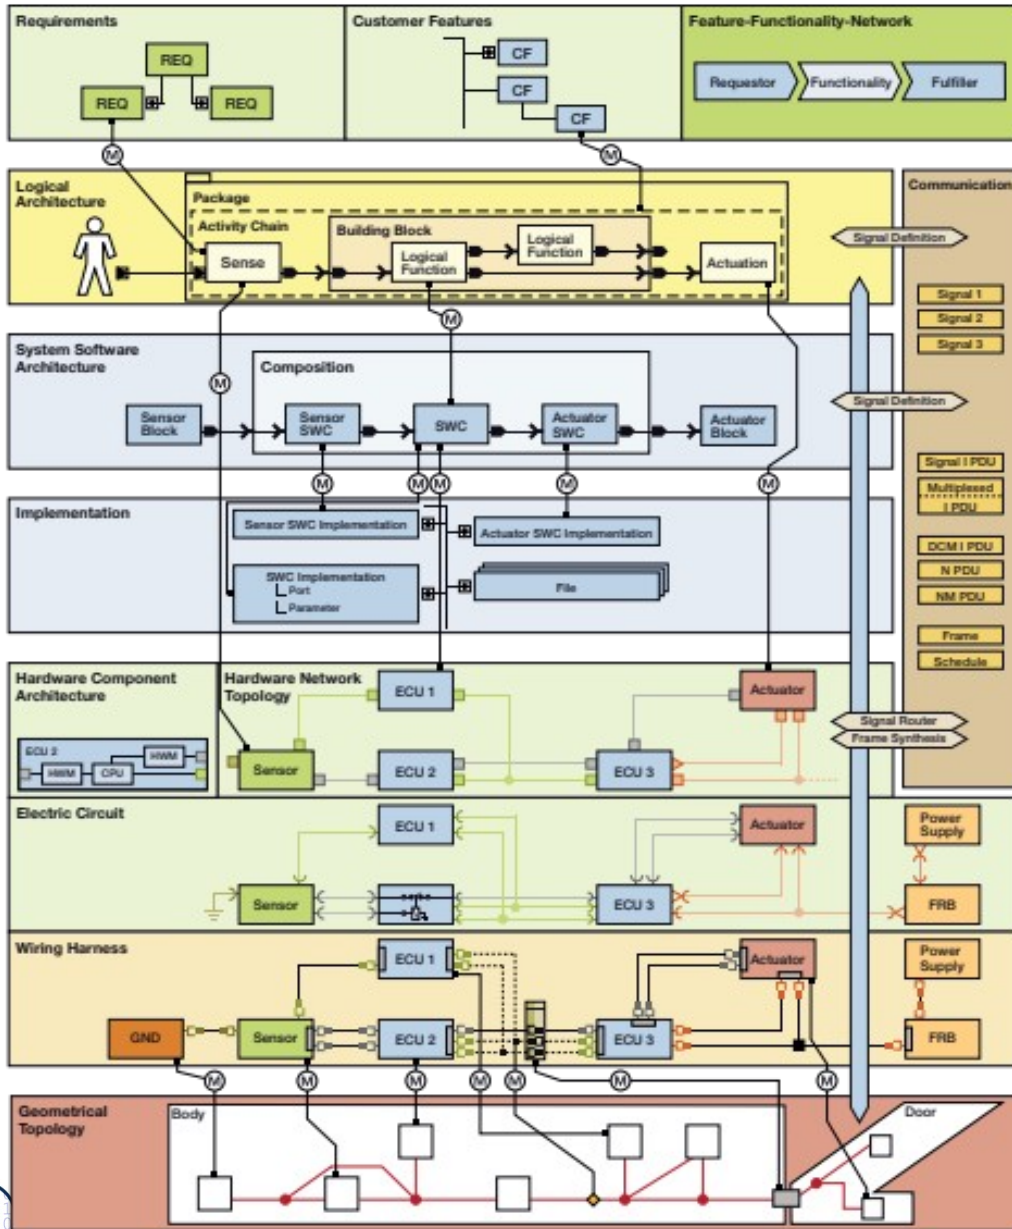 Requirements
Customer Features
Feature-Functionality-Network
REQ
REQ
REQ
CF
CF
CF
Requestor
Functionality
Fulfiller
M
M
Logical
Architecture
Package
Activity Chain
Building Block
Sense
Logical
Function
Logical
Function
Actuation
Communication
Signal Definition
Signal 1
Signal 2
Signal 3
M
System Software
Architecture
Composition
M
Sensor
Block
Sensor
SWC
SWC
Actuator
SWC
Actuator
Block
Signal Definition
Signal I PDU
Multiplexed
I PDU
DCM I PDU
N PDU
NM PDU
Frame
Schedule
M
M
M
M
M
Implementation
Sensor SWC Implementation
Actuator SWC Implementation
SWC Implementation
Port
Parameter
File
Hardware Component
Architecture
Hardware Network
Topology
ECU 2
HWM
CPU
HWM
ECU 1
Actuator
Sensor
ECU 2
ECU 3
Signal Router
Frame Synthesis
Electric Circuit
ECU 1
Actuator
Power
Supply
Sensor
ECU 3
FRB
Wiring Harness
ECU 1
Actuator
Power
Supply
GND
Sensor
ECU 2
ECU 3
FRB
M
M
M
M
M
M
M
Geometrical
Topology
Body
Door